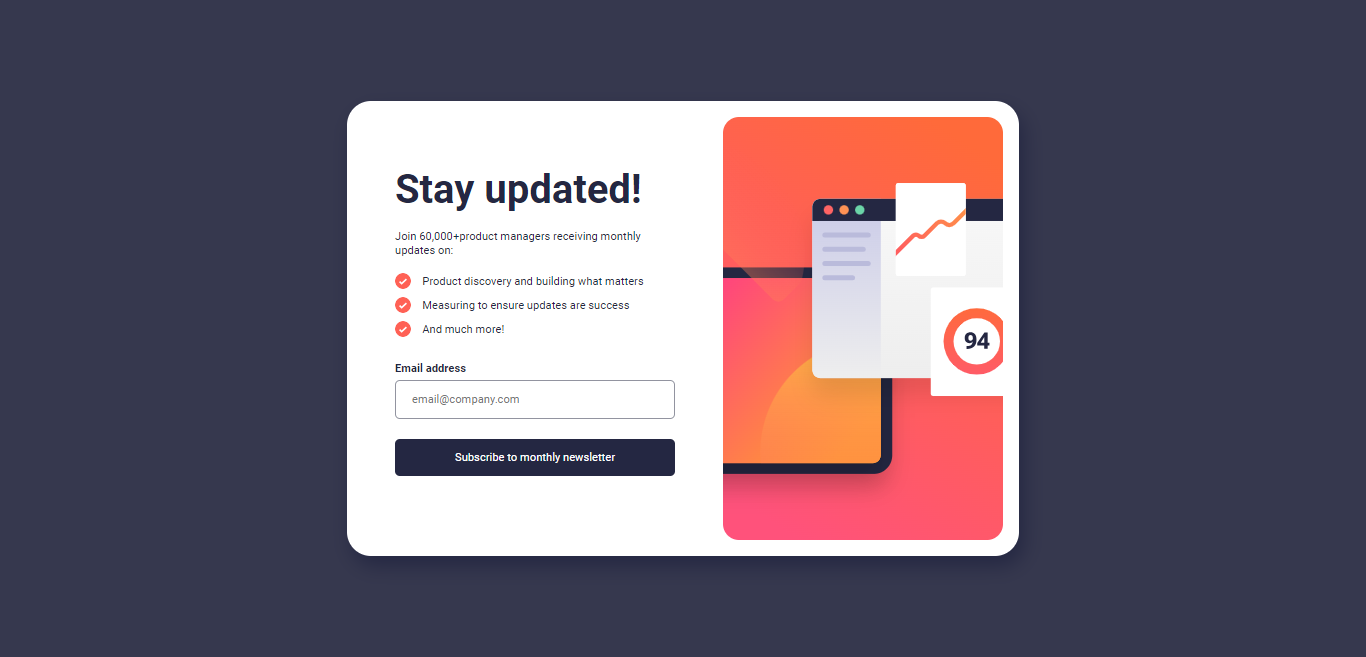 Stay updated!
Join 60,000+product managers receiving monthly
updates on:
Product discovery and building what matters
Measuring to ensure updates are success
And much more!
Email address
email@company.com
Subscribe to monthly newsletter
94